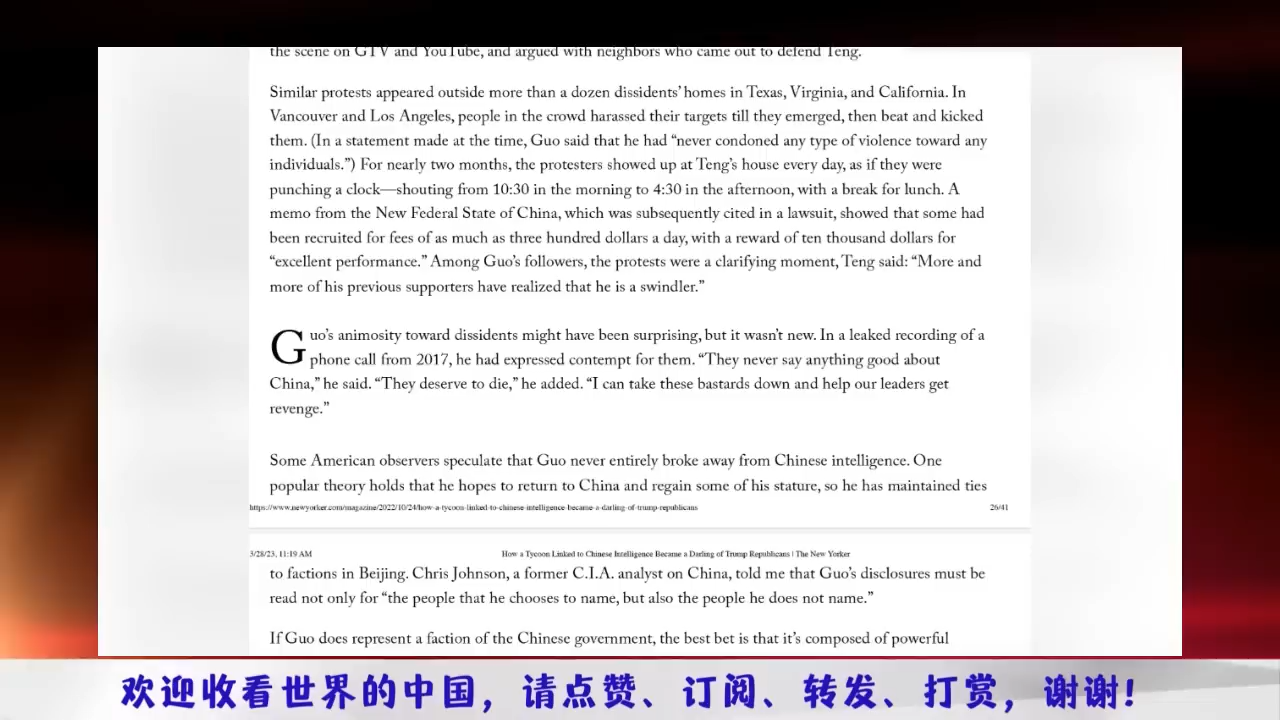 the scene on GTV and YouTube, and argued with neighbors who came out to defend Teng.
Similar protests appeared outside more than a dozen dissidents’ homes in Texas, Virginia, and California. In
Vancouver and Los Angeles, people in the crowd harassed their targets till they emerged, then beat and kicked
them. (In a statement made at the time, Guo said that he had “never condoned any type of violence toward any
individuals.”) For nearly two months, the protesters showed up at Teng’s house every day, as if they were
punching a clock—shouting from 10:30 in the morning to 4:30 in the afternoon, with a break for lunch. A
memo from the New Federal State of China, which was subsequently cited in a lawsuit, showed that some had
been recruited for fees of as much as three hundred dollars a day, with a reward of ten thousand dollars for
“excellent performance.” Among Guo’s followers, the protests were a clarifying moment, Teng said: “More and
more of his previous supporters have realized that he is a swindler.”
Guo’s animosity toward dissidents might have been surprising, but it wasn’t new. In a leaked recording of a
phone call from 2017, he had expressed contempt for them. “They never say anything good about
China,” he said. “They deserve to die,” he added. “I can take these bastards down and help our leaders get
revenge.”
Some American observers speculate that Guo never entirely broke away from Chinese intelligence. One
popular theory holds that he hopes to return to China and regain some of his stature, so he has maintained ties
https://www.newyorker.com/magazine/2022/10/24/how-a-tycoon-linked-to-chinese-intelligence-became-a-darling-of-trump-republicans 26/41
3/28/23, 11:19 AM How a Tycoon Linked to Chinese Intelligence Became a Darling of Trump Republicans | The New Yorker
to factions in Beijing. Chris Johnson, a former C.I.A. analyst on China, told me that Guo’s disclosures must be
read not only for “the people that he chooses to name, but also the people he does not name.”
If Guo does represent a faction of the Chinese government, the best bet is that it’s composed of powerful
欢迎收看世界的中国，请点赞、订阅、转发、打赏，谢谢！